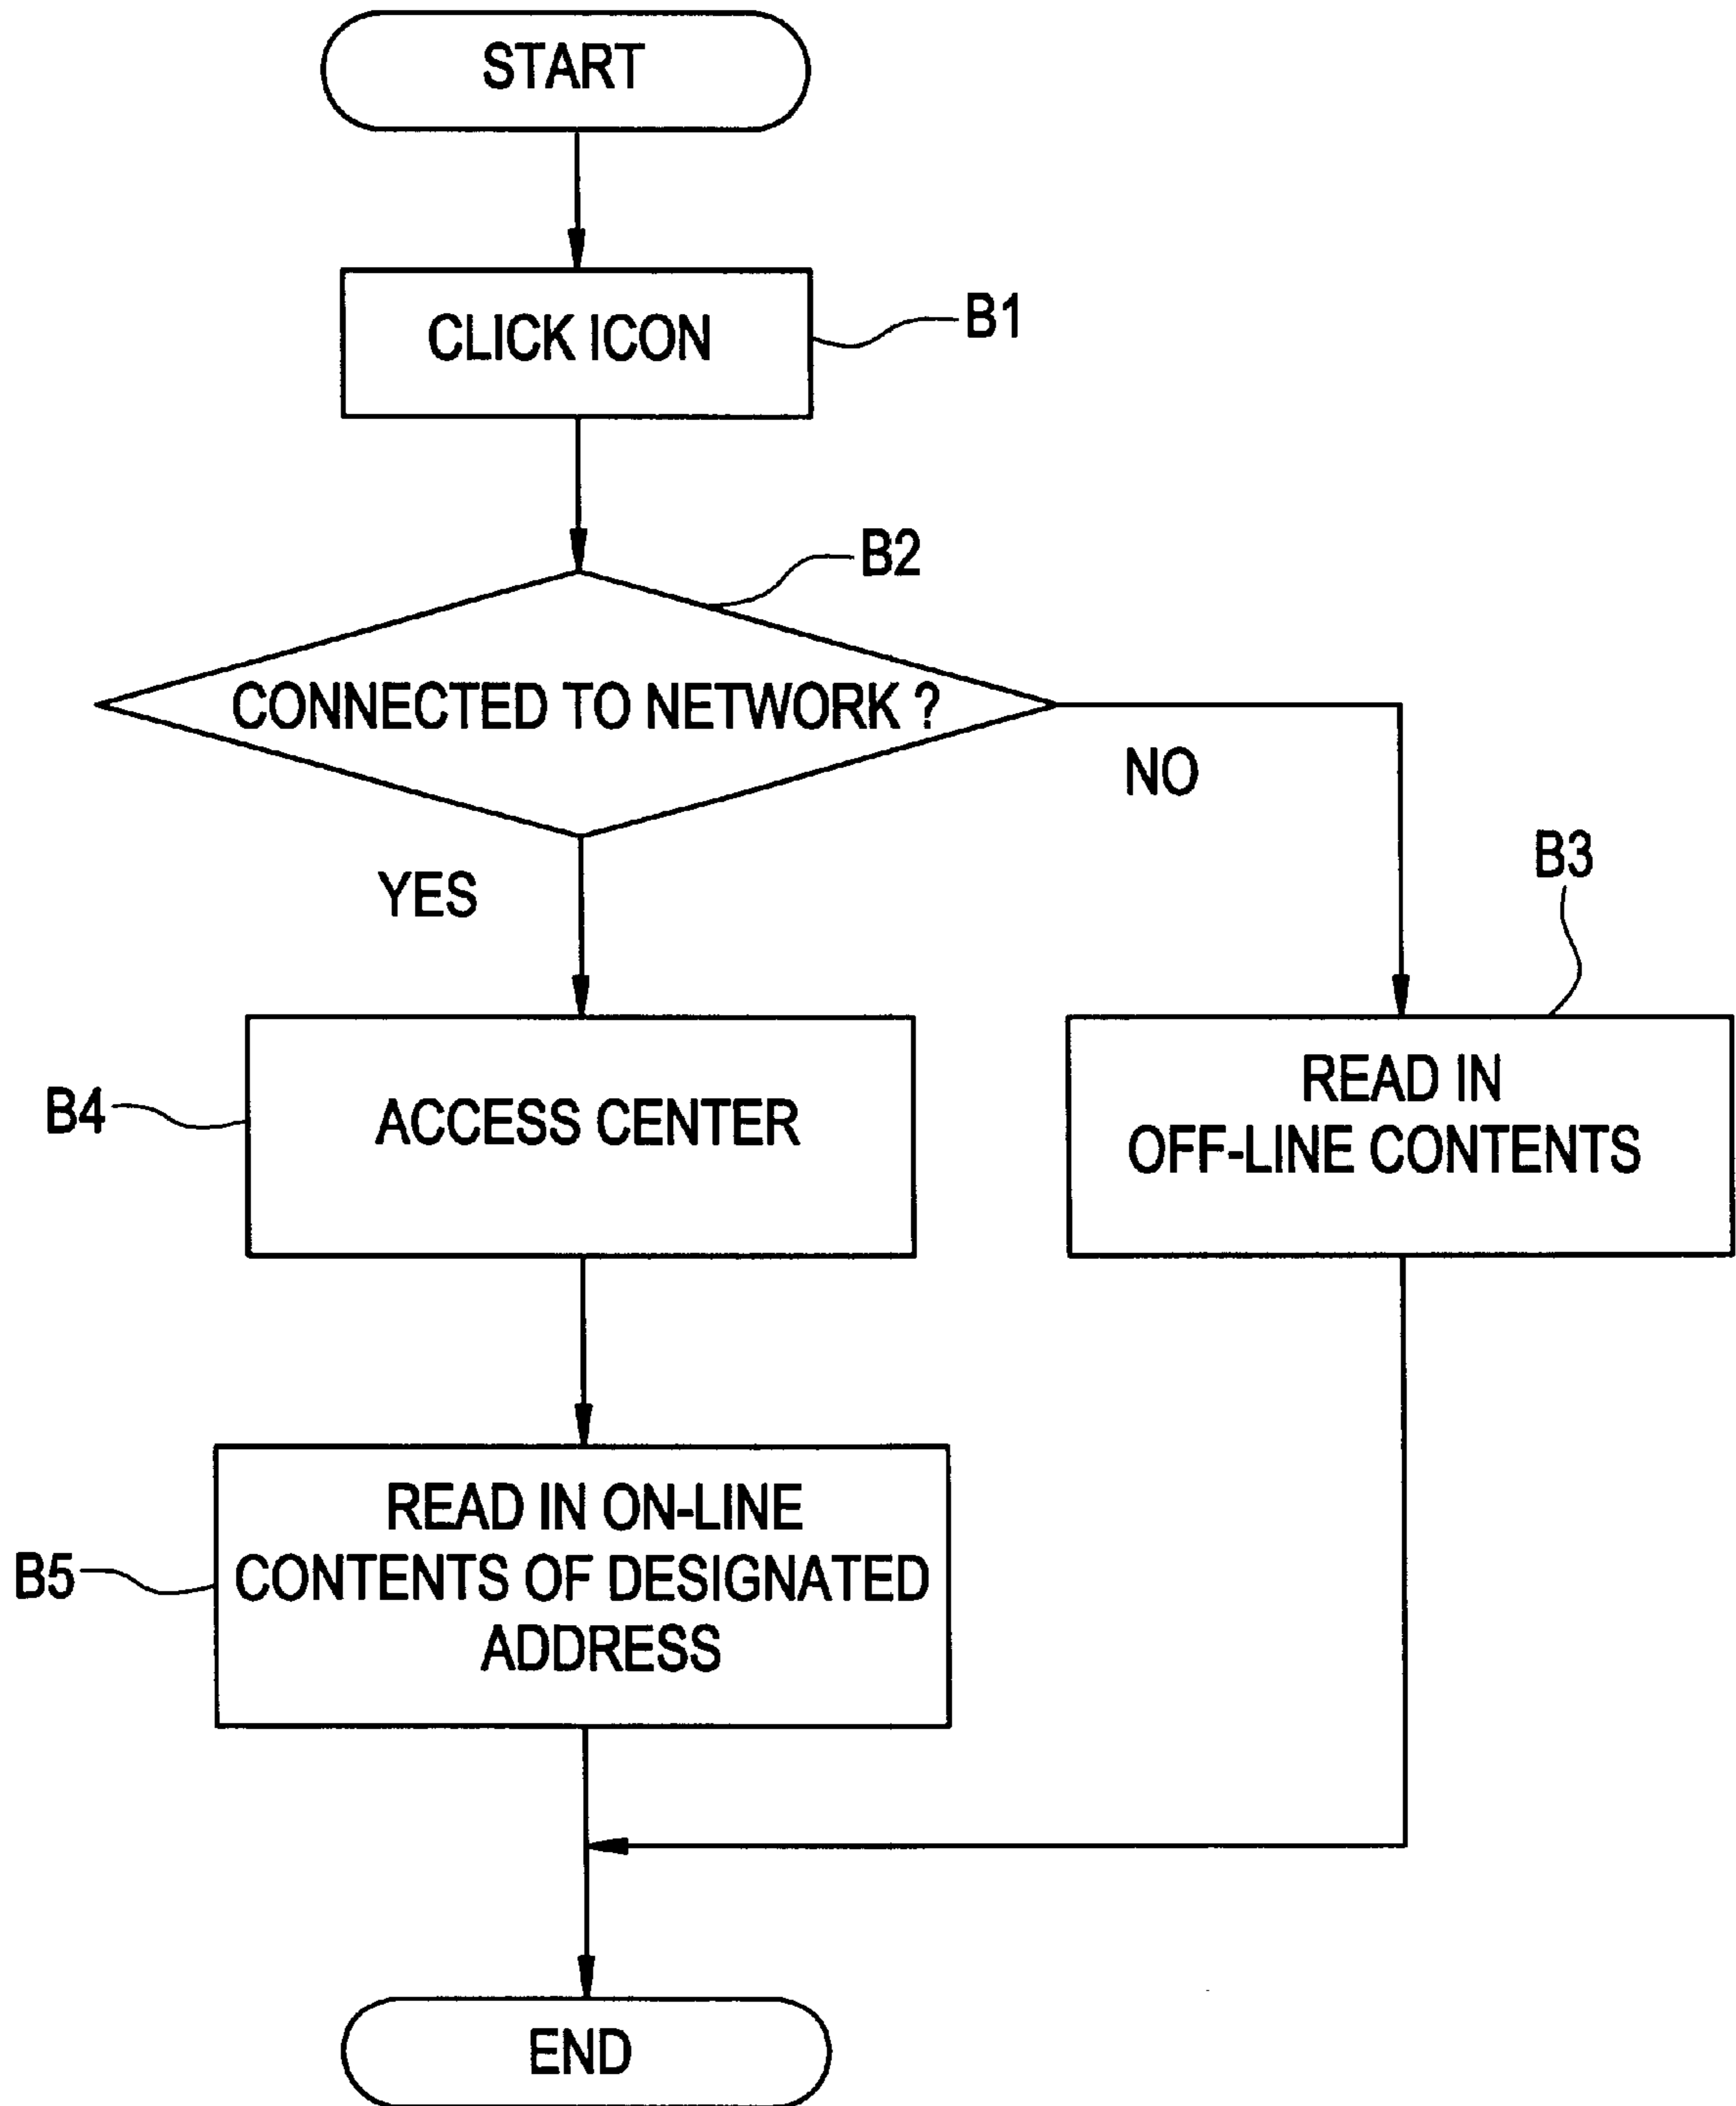 START
CLICK ICON
B1
B2
CONNECTED TO NETWORK ?
NO
YES
B3
B4
ACCESS CENTER
READ IN
OFF-LINE CONTENTS
B5
READ IN ON-LINE
CONTENTS OF DESIGNATED
ADDRESS
END